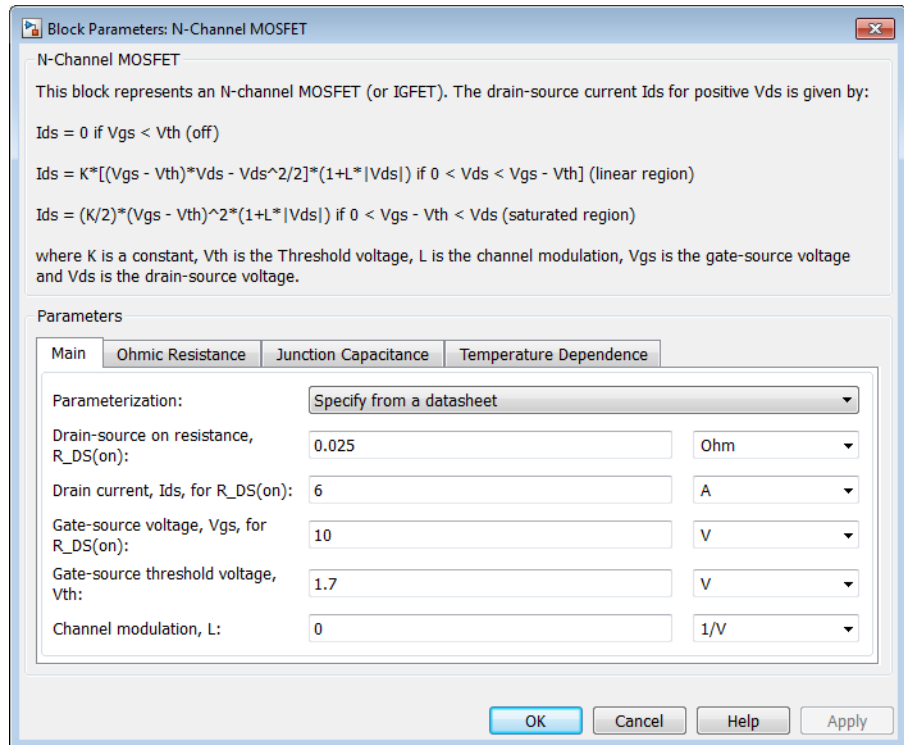 Block Parameters: N-Channel MOSFET
N-Channel MOSFET
This block represents an N-channel MOSFET (or IGFET). The drain-source current Ids for positive Vds is given by:
Ids = 0 if Vgs < Vth (off)
Ids = K*[(Vgs - Vth)*Vds - Vds^2/2]*(1+L*|Vds|) if 0 < Vds < Vgs - Vth] (linear region)
Ids = (K/2)*(Vgs - Vth)^2*(1+L*|Vds|) if 0 < Vgs - Vth < Vds (saturated region)
where K is a constant, Vth is the Threshold voltage, L is the channel modulation, Vgs is the gate-source voltage
and Vds is the drain-source voltage.
Parameters
Main Ohmic Resistance Junction Capacitance Temperature Dependence
Parameterization: Specify from a datasheet
Drain-source on resistance,
R_DS(on): 0.025 Ohm
Drain current, Ids, for R_DS(on): 6 A
Gate-source voltage, Vgs, for
R_DS(on): 10 V
Gate-source threshold voltage,
Vth: 1.7 V
Channel modulation, L: 0 1/V
OK Cancel Help Apply